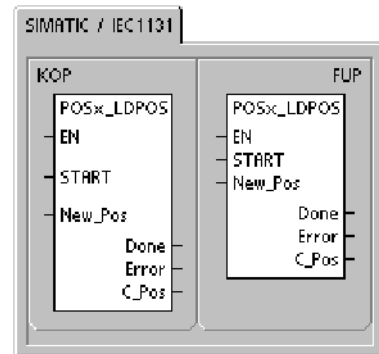 SIMATIC / IEC1131
KOP
POSx_LDPOS
EN
START
New_Pos
Done
Error
C_Pos
FUP
POSx_LDPOS
EN
START
New_Pos
Done
Error
C_Pos